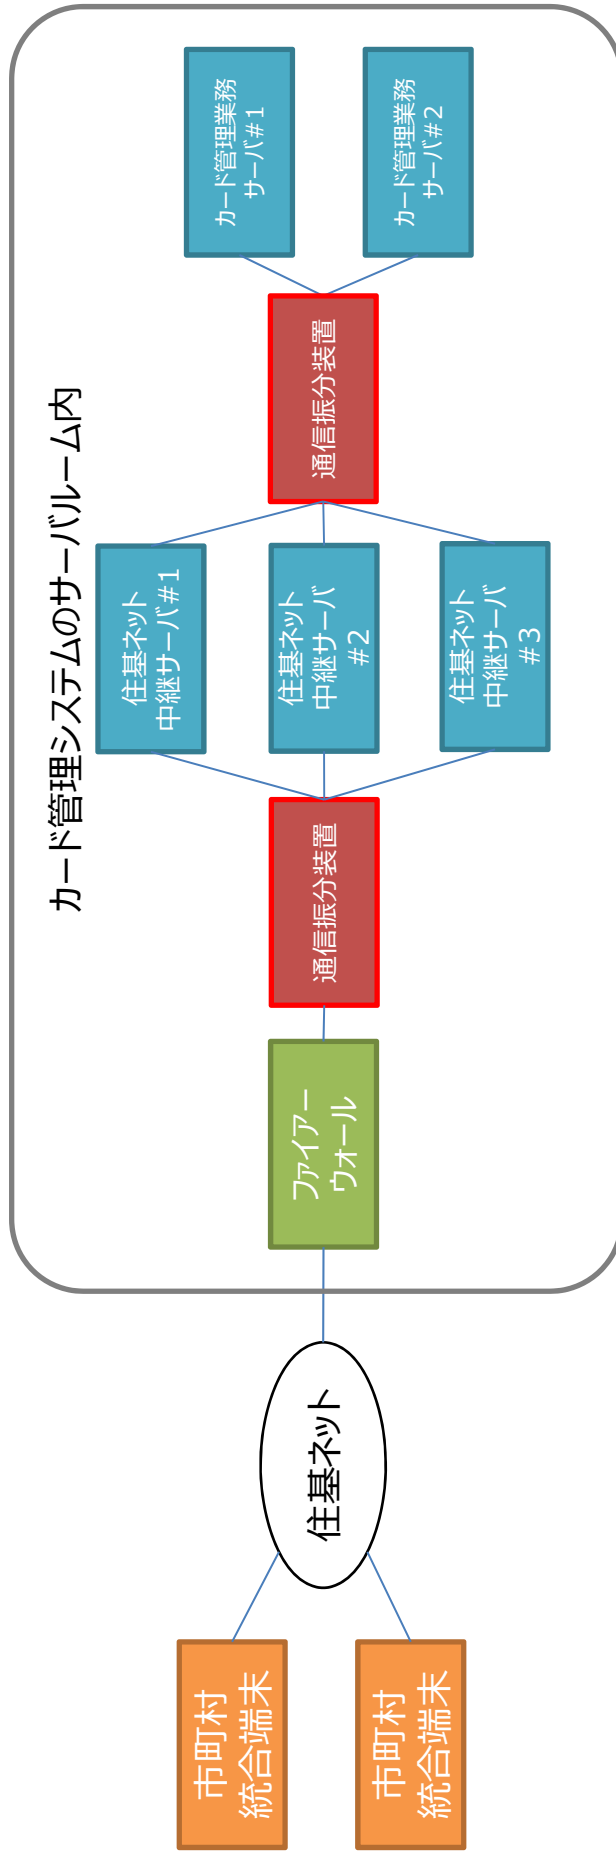 カード管理システムのサーバルーム内
市町村
統合端末
市町村
統合端末
住基ネット
ファイアー
ウォール
通信振分装置
住基ネット
中継サーバ#1
住基ネット
中継サーバ
#2
住基ネット
中継サーバ
#3
通信振分装置
カード管理業務
サーバ#1
カード管理業務
サーバ#2